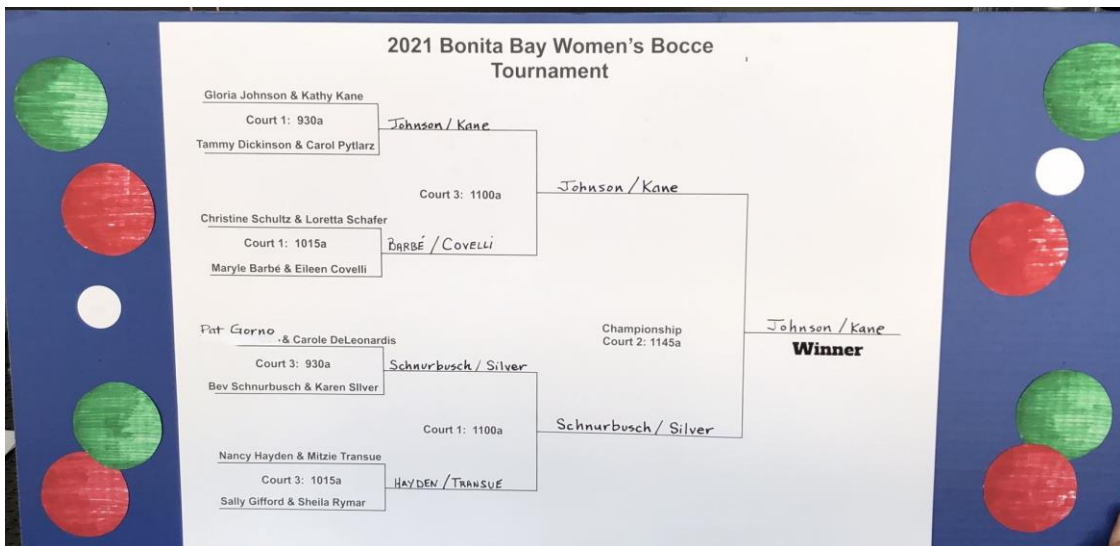 2021 Bonita Bay Women's Bocce
Tournament
Gloria Johnson & Kathy Kane
Court 1: 930a
Johnson / Kane
Tammy Dickinson & Carol Pytlarz
Court 3: 1100a
Johnson / Kane
Christine Schultz & Loretta Schafer
Court 1: 1015a
BARBÉ / COVELLI
Maryle Barbé & Eileen Covelli
Pat Gorno
& Carole DeLeonardis
Championship
Court 2: 1145a
Johnson / Kane
Winner
Court 3: 930a
Schnurbusch / Silver
Bev Schnurbusch & Karen SIlver
Court 1: 1100a
Schnurbusch / Silver
Nancy Hayden & Mitzie Transue
Court 3: 1015a
HAYDEN / TRANSUE
Sally Gifford & Sheila Rymar